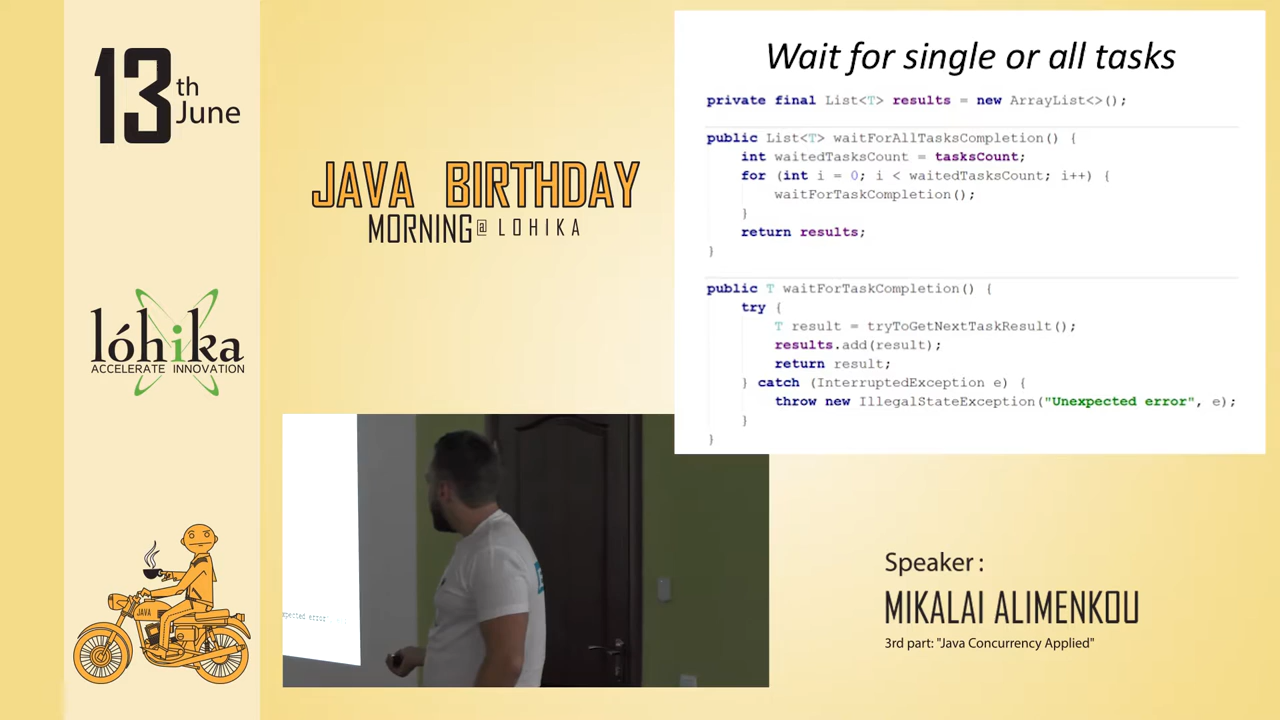 13 th
June
JAVA BIRTHDAY
MORNING @ LOHIKA
lóhika
ACCELERATE INNOVATION
JAVA
Wait for single or all tasks
private final List<T> results = new ArrayList<>();
public List<T> waitForAllTasksCompletion() {
int waitedTasksCount = tasksCount;
for (int i = 0; i < waitedTasksCount; i++) {
waitForTaskCompletion();
}
return results;
}
public T waitForTaskCompletion() {
try {
T result = tryToGetNextTaskResult();
results.add(result);
return result;
} catch (InterruptedException e) {
throw new IllegalStateException("Unexpected error", e);
}
}
Speaker :
MIKALAI ALIMENKOU
3rd part: "Java Concurrency Applied"